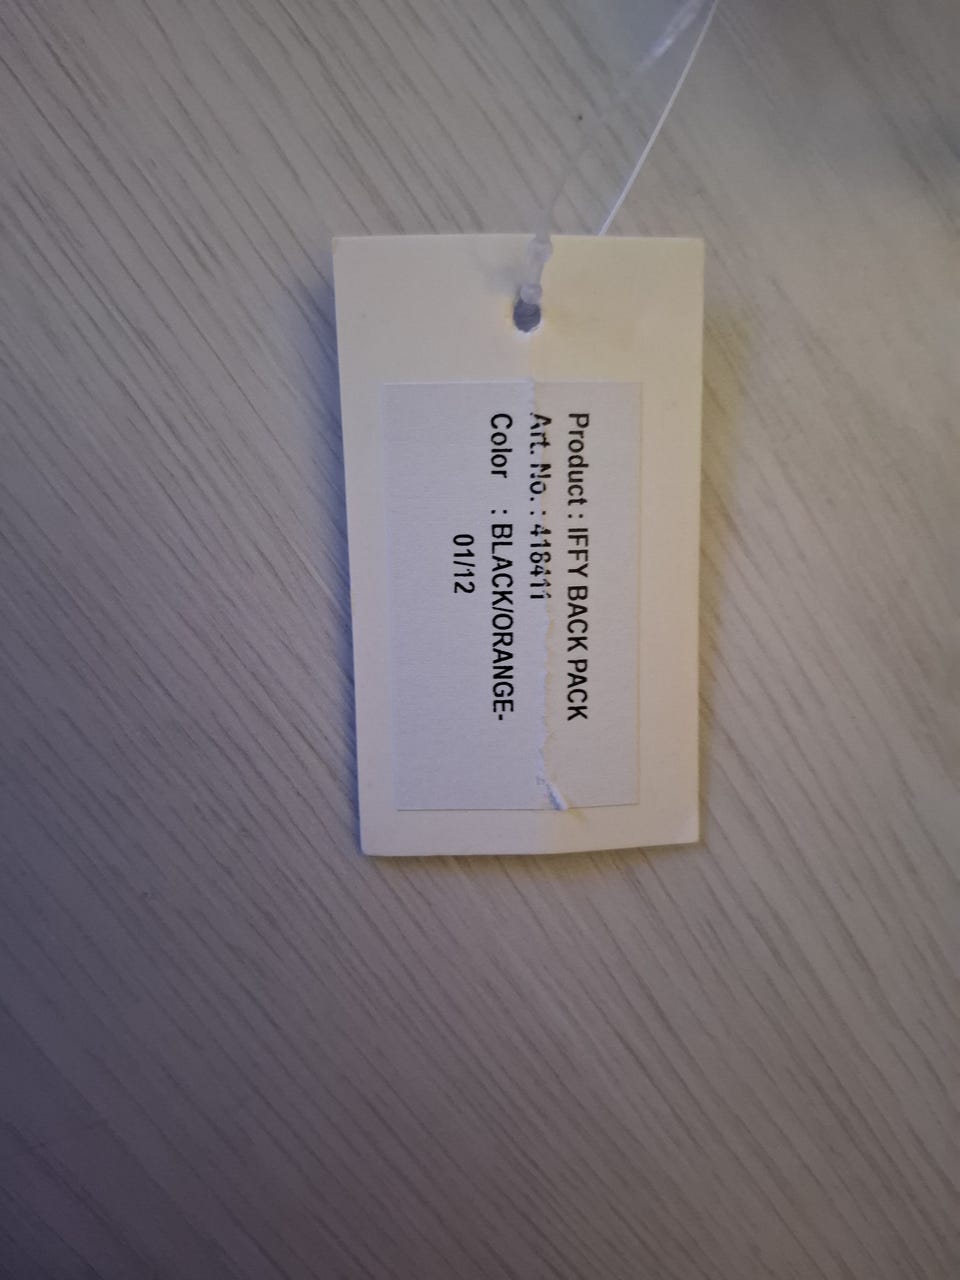 Product : IFFY BACK PACK
Art. No. : 418411
Color : BLACK/ORANGE-
01/12